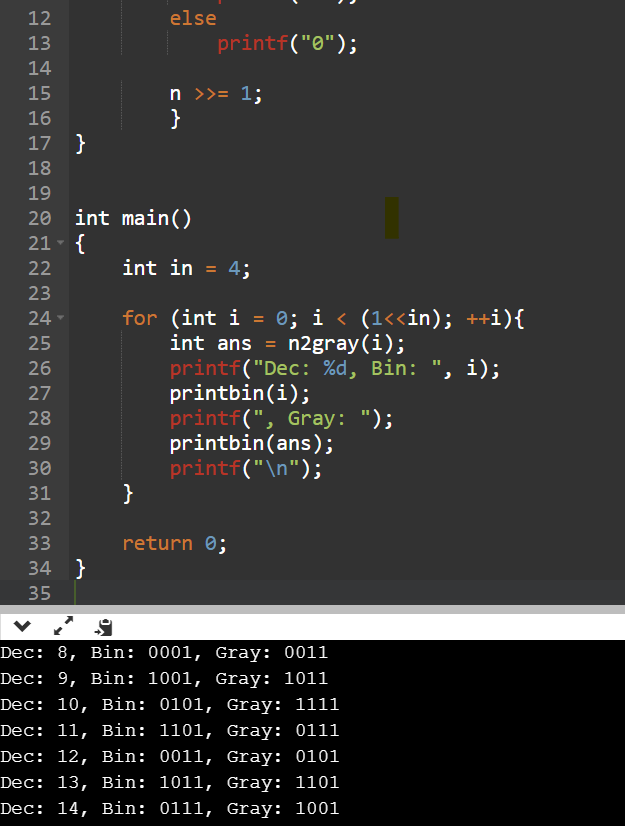 12 else
13 printf("0");
14
15 n >>= 1;
16 }
17 }
18
19
20 int main()
21 {
22 int in = 4;
23
24 for (int i = 0; i < (1<<in); ++i){
25 int ans = n2gray(i);
26 printf("Dec: %d, Bin: ", i);
27 printbin(i);
28 printf(", Gray: ");
29 printbin(ans);
30 printf("\n");
31 }
32
33 return 0;
34 }
35
Dec: 8, Bin: 0001, Gray: 0011
Dec: 9, Bin: 1001, Gray: 1011
Dec: 10, Bin: 0101, Gray: 1111
Dec: 11, Bin: 1101, Gray: 0111
Dec: 12, Bin: 0011, Gray: 0101
Dec: 13, Bin: 1011, Gray: 1101
Dec: 14, Bin: 0111, Gray: 1001